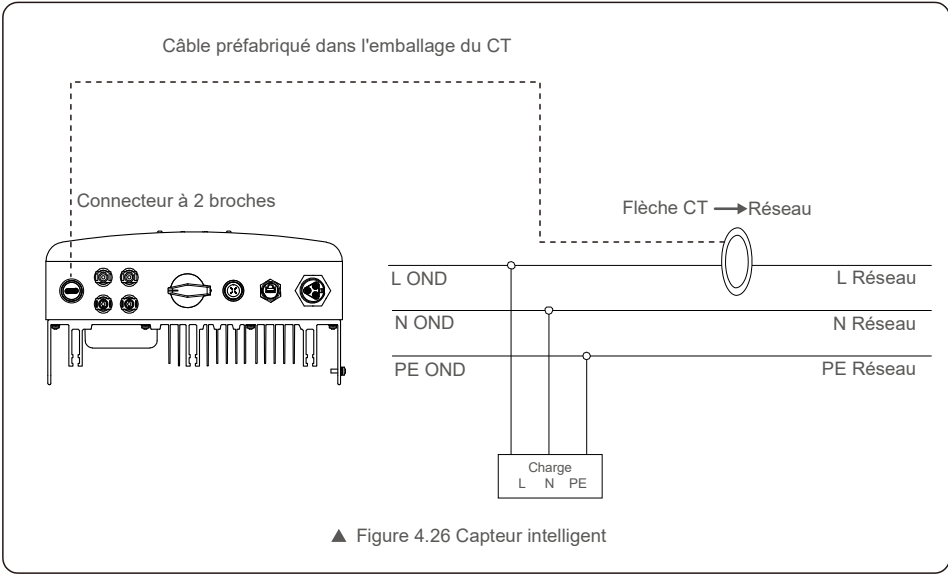 Câble préfabriqué dans l'emballage du CT
Connecteur à 2 broches
Flèche CT Réseau
L OND
L Réseau
N OND
N Réseau
PE OND
PE Réseau
Charge
L N PE
▲ Figure 4.26 Capteur intelligent